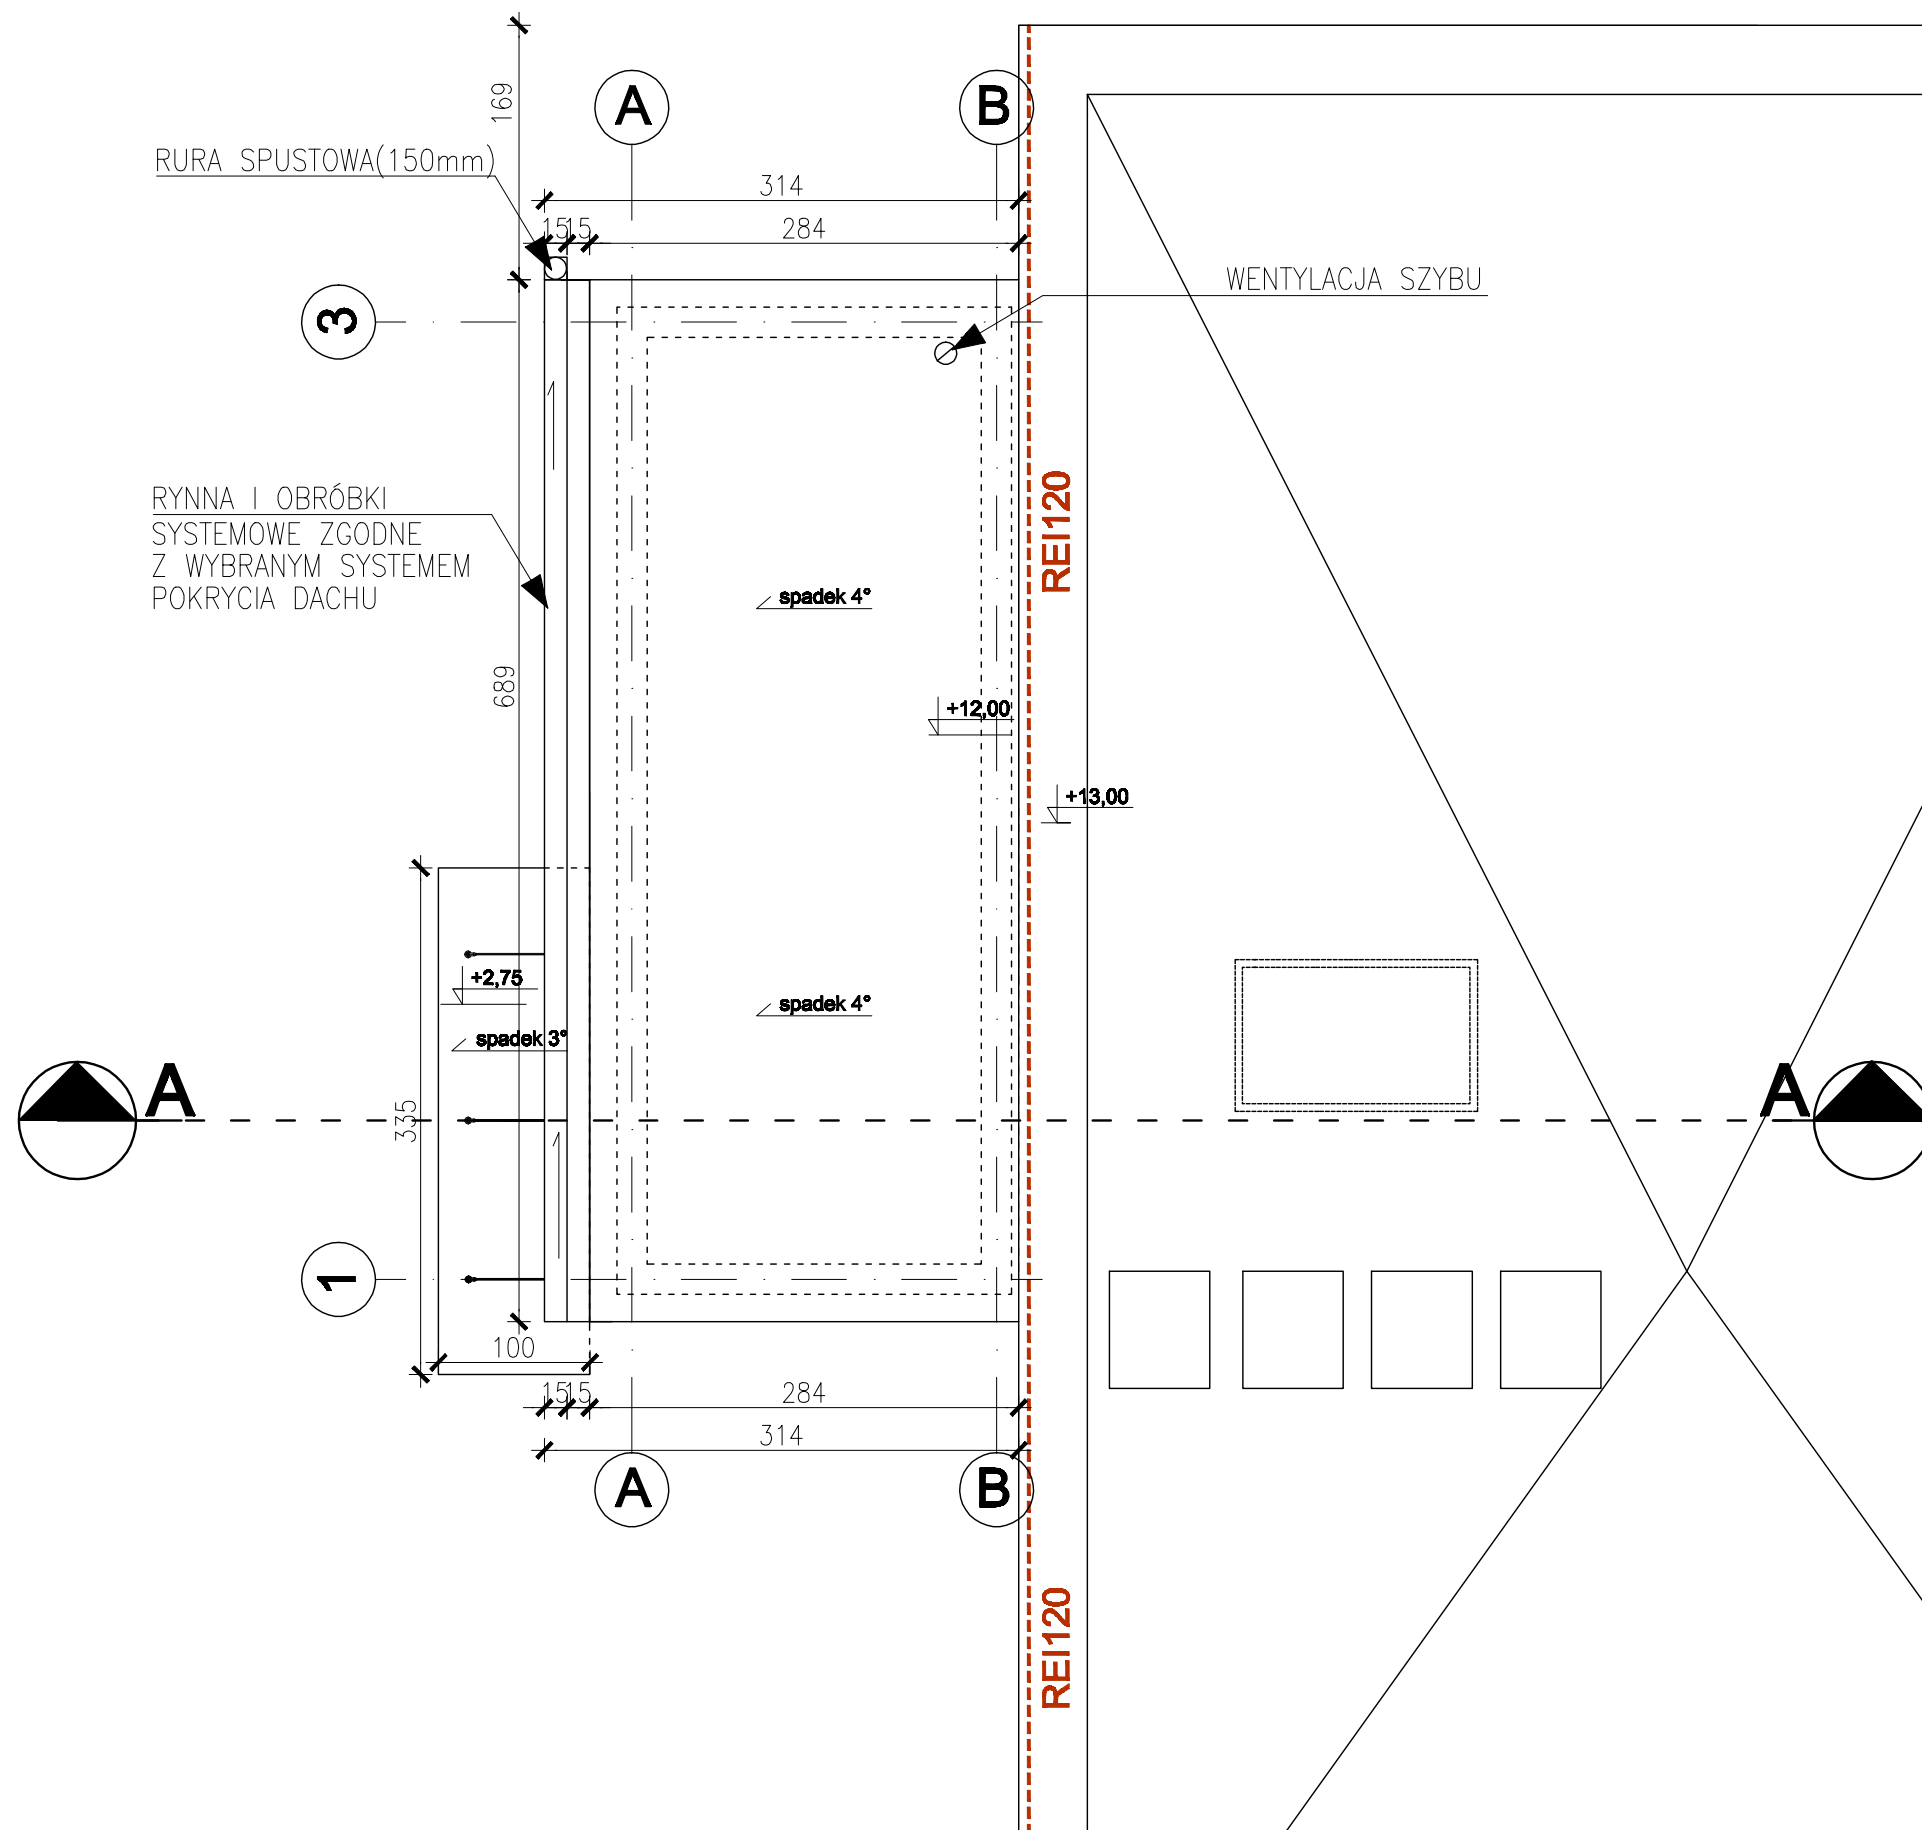 169
A
B
RURA SPUSTOWA(150mm)
314
15
15
284
WENTYLACJA SZYBU
3
REI120
RYNNA I OBRÓBKI
SYSTEMOWE ZGODNE
Z WYBRANYM SYSTEMEM
POKRYCIA DACHU
spadek 4°
689
+12,00
+13,00
+2,75
spadek 4°
spadek 3°
A
A
335
1
100
15
15
284
314
A
B
REI120